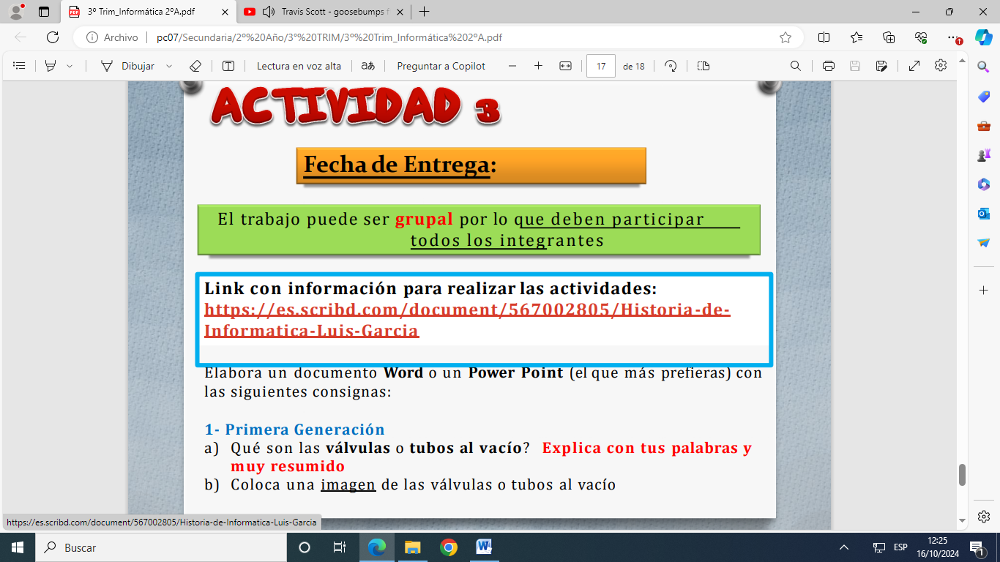 3º Trim_Informática 2ºA.pdf
Travis Scott - goosebumps f
Archivo
pc07/Secundaria/2º%20Año/3°%20TRIM/3º%20Trim_Informática%202ºA.pdf
Dibujar
Lectura en voz alta
Preguntar a Copilot
17
de 18
ACTIVIDAD 3
Fecha de Entrega:
El trabajo puede ser grupal por lo que deben participar
todos los integrantes
Link con información para realizar las actividades:
https://es.scribd.com/document/567002805/Historia-de-
Informatica-Luis-Garcia
Elabora un documento Word o un Power Point (el que más prefieras) con
las siguientes consignas:
1- Primera Generación
a) Qué son las válvulas o tubos al vacío? Explica con tus palabras y
muy resumido
b) Coloca una imagen de las válvulas o tubos al vacío
https://es.scribd.com/document/567002805/Historia-de-Informatica-Luis-Garcia
Buscar
ESP
12:25
16/10/2024
1